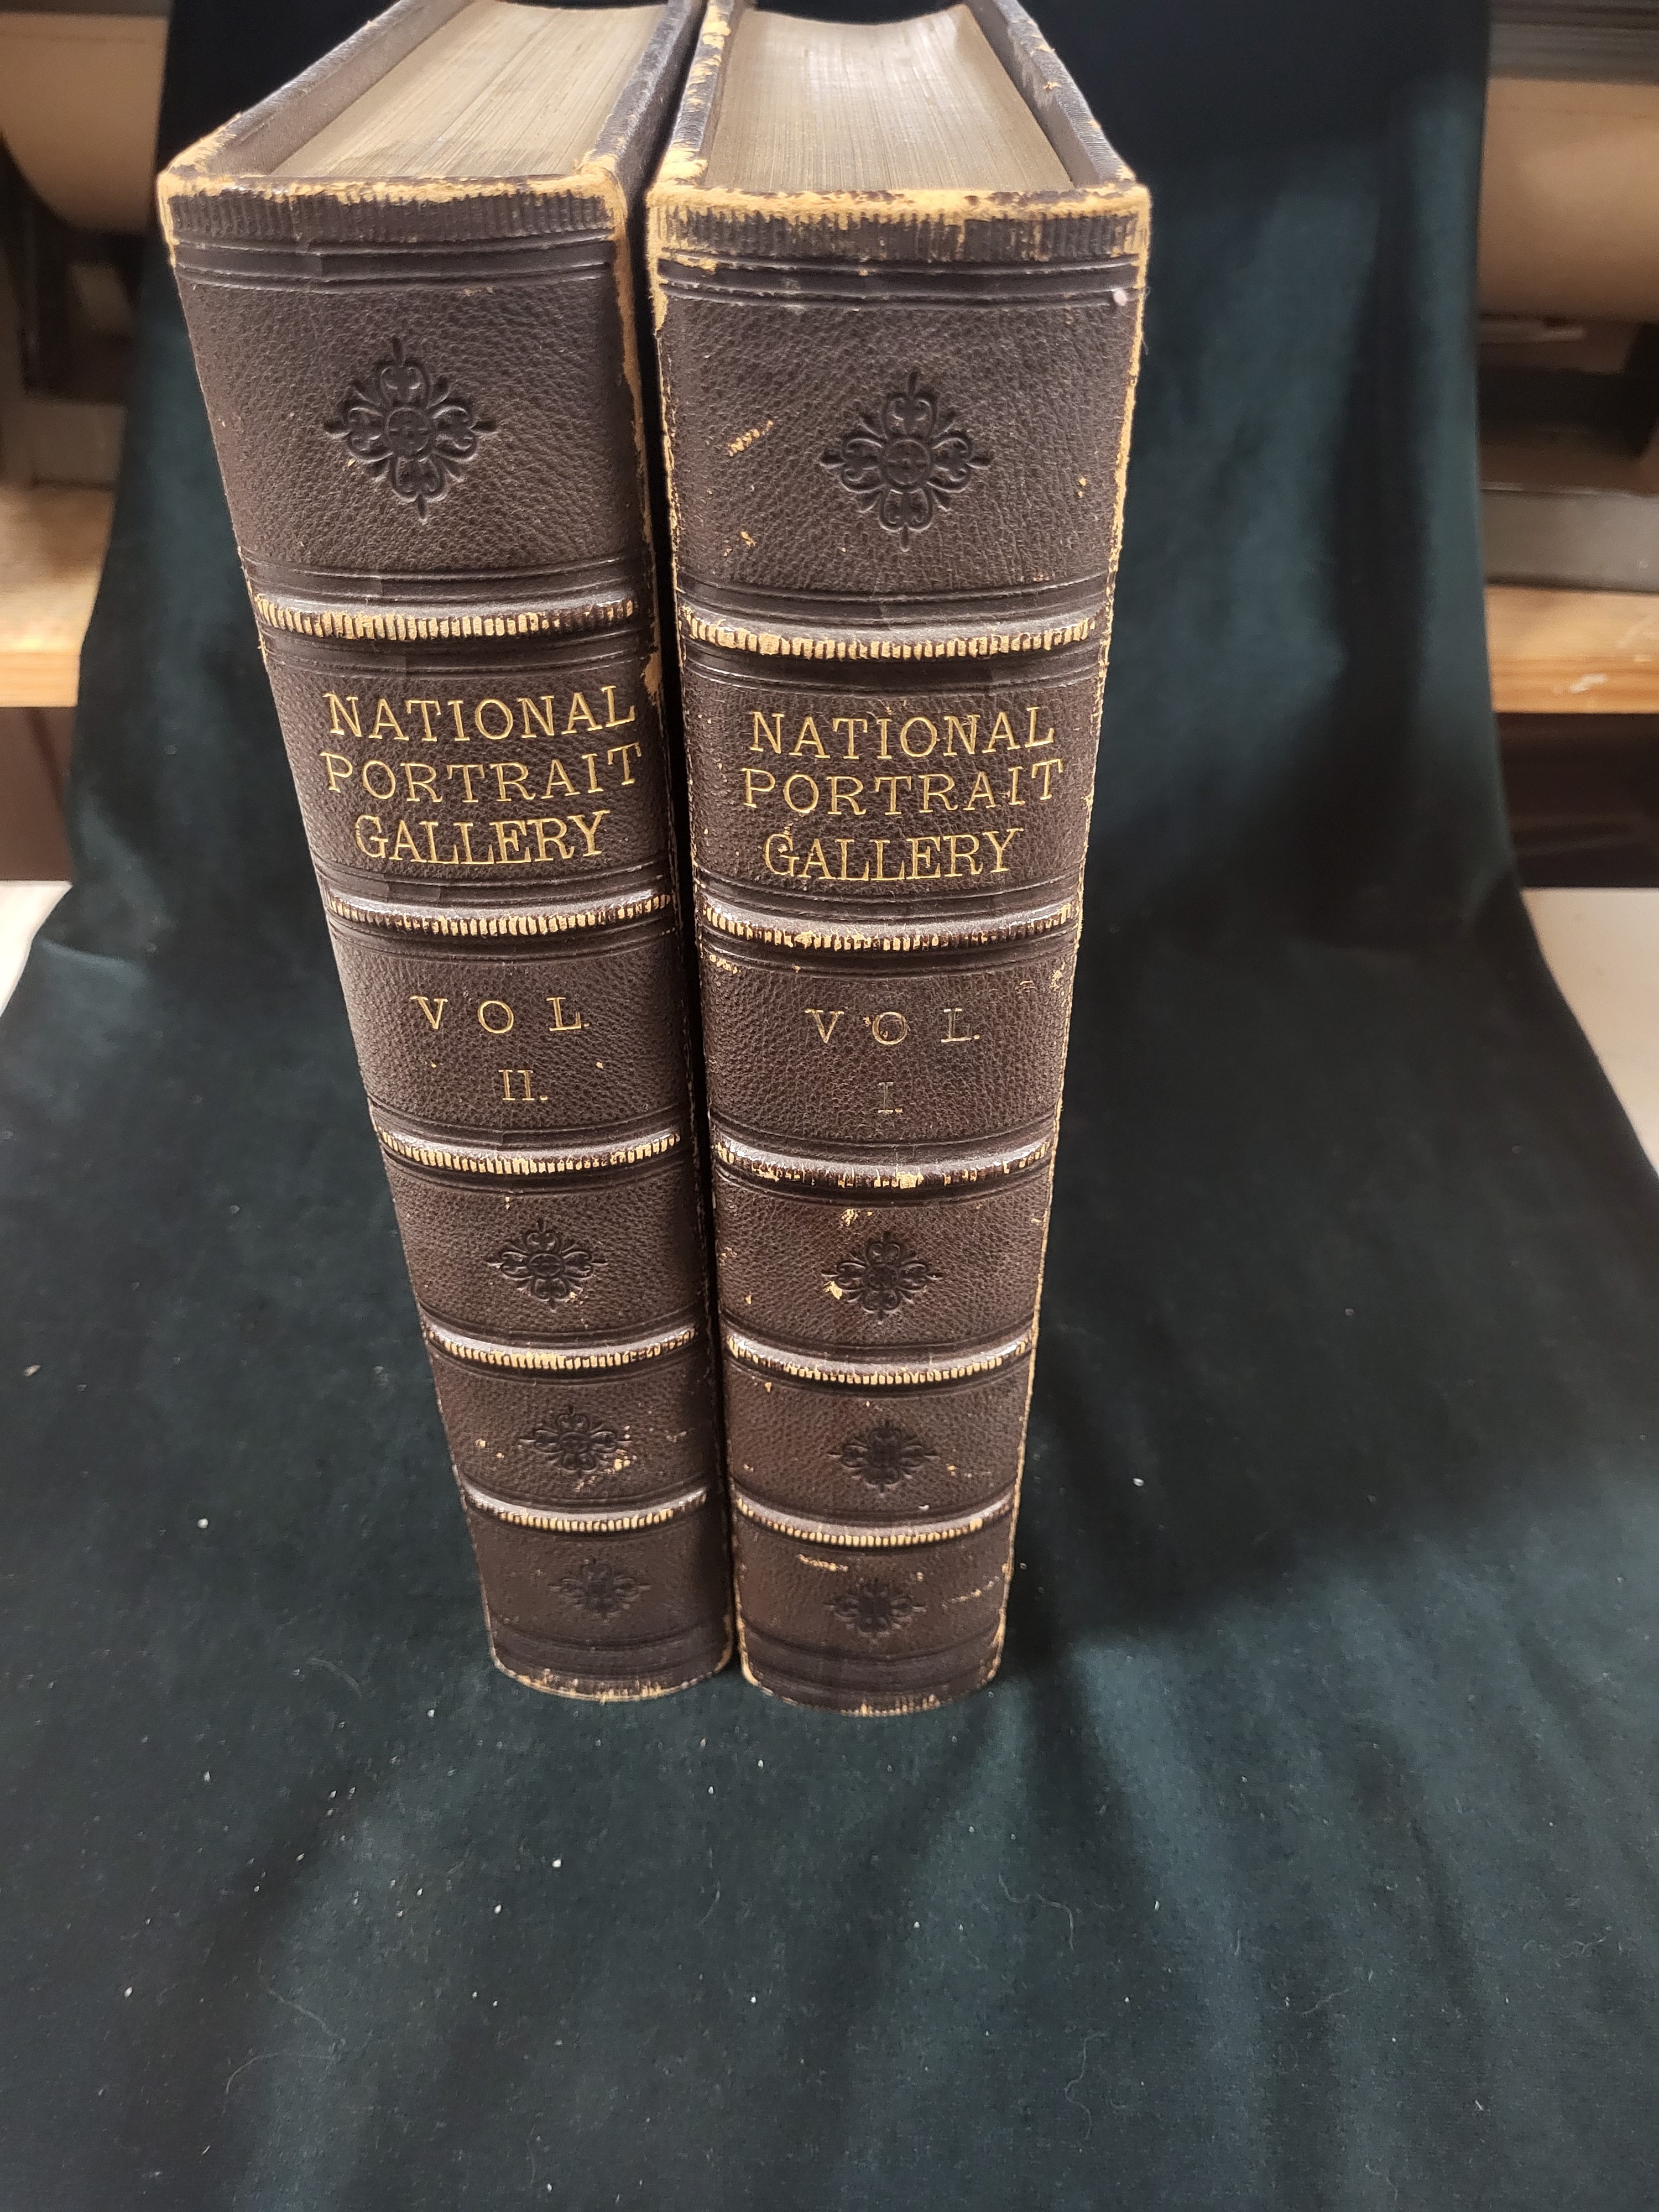 NATIONAL
PORTRAIT
GALLERY
VOL
II.
NATIONAL
PORTRAIT
GALLERY
VOL.
I.